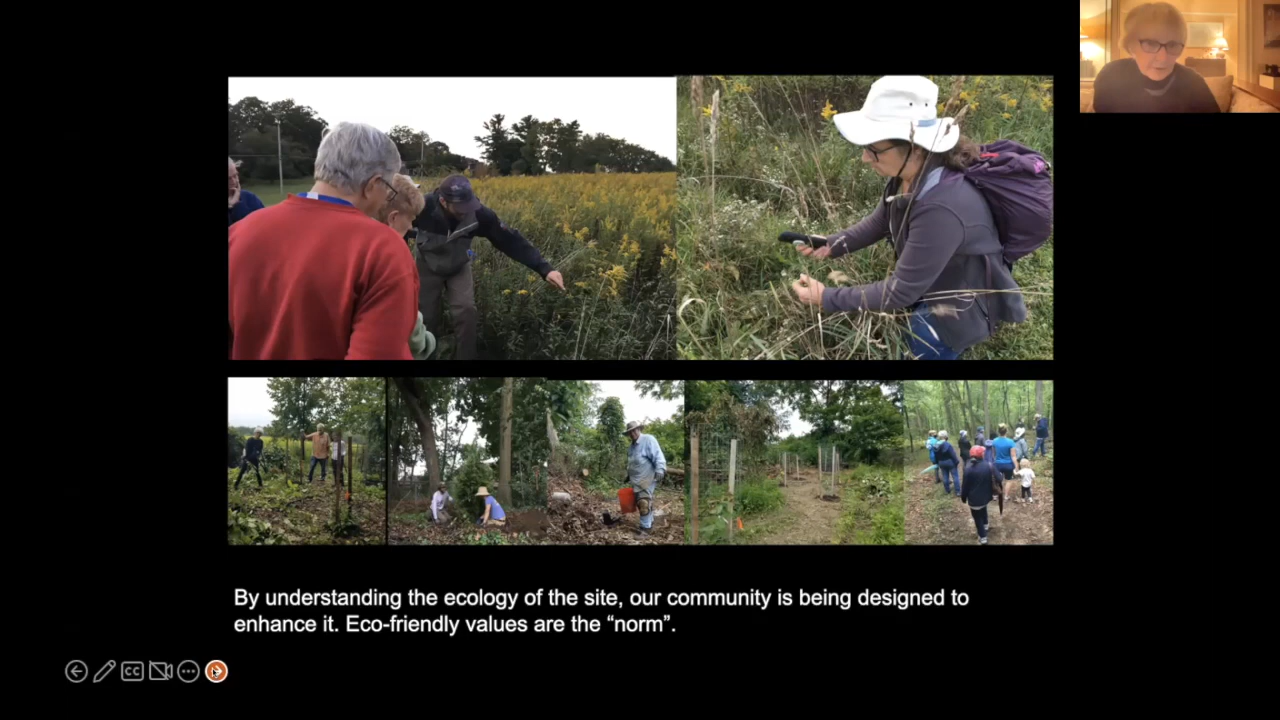 By understanding the ecology of the site, our community is being designed to
enhance it. Eco-friendly values are the “norm”.
CC